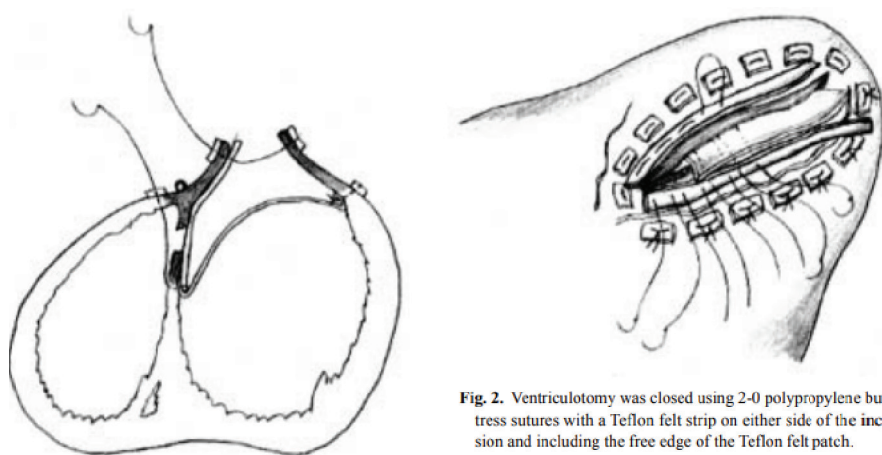 Fig. 2. Ventriculotomy was closed using 2-0 polypropylene bu
tress sutures with a Teflon felt strip on either side of the inc
sion and including the free edge of the Teflon felt patch.